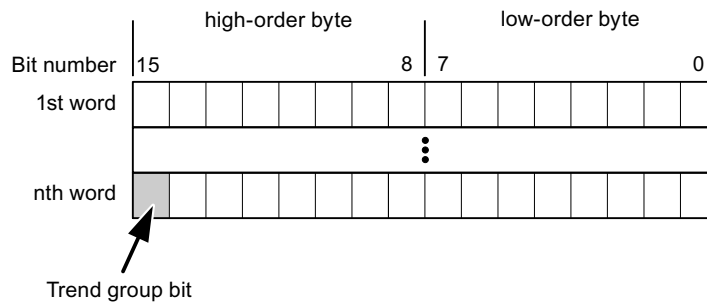 high-order byte low-order byte
Bit number 15 8 7 0
1st word
nth word
Trend group bit